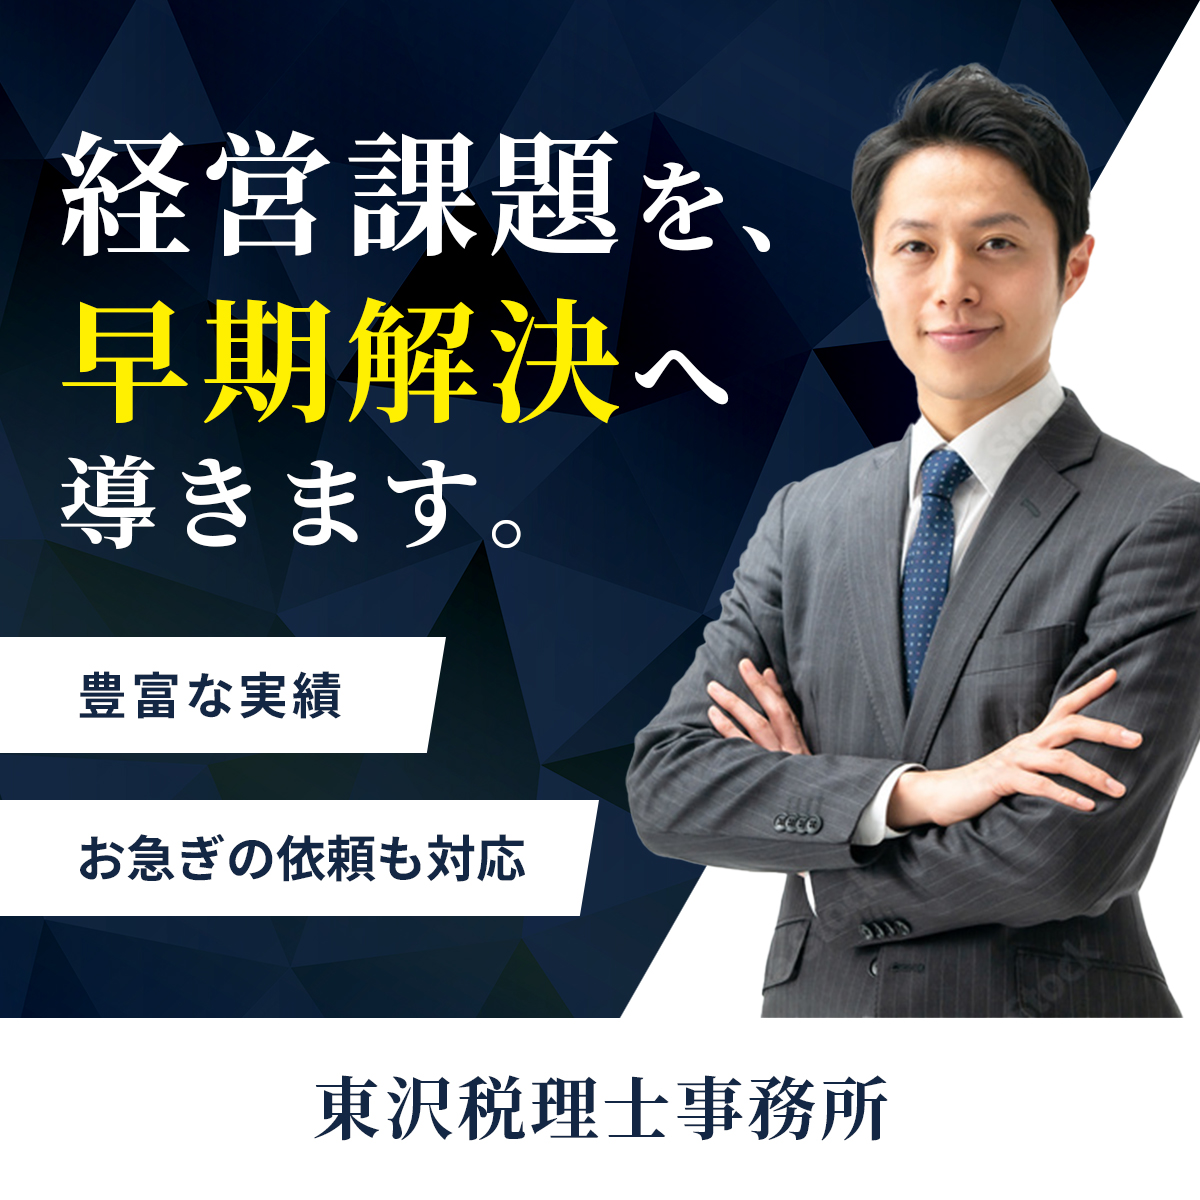 経営課題を、
早期解決へ
導きます。
豊富な実績
お急ぎの依頼も対応
東沢税理士事務所